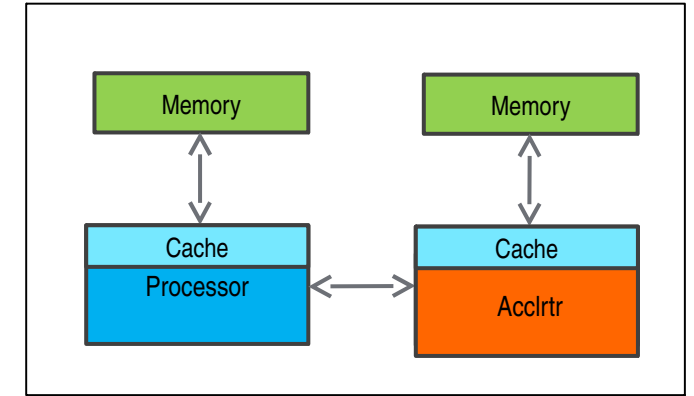 Memory
Memory
Cache
Cache
Processor
Acclrtr